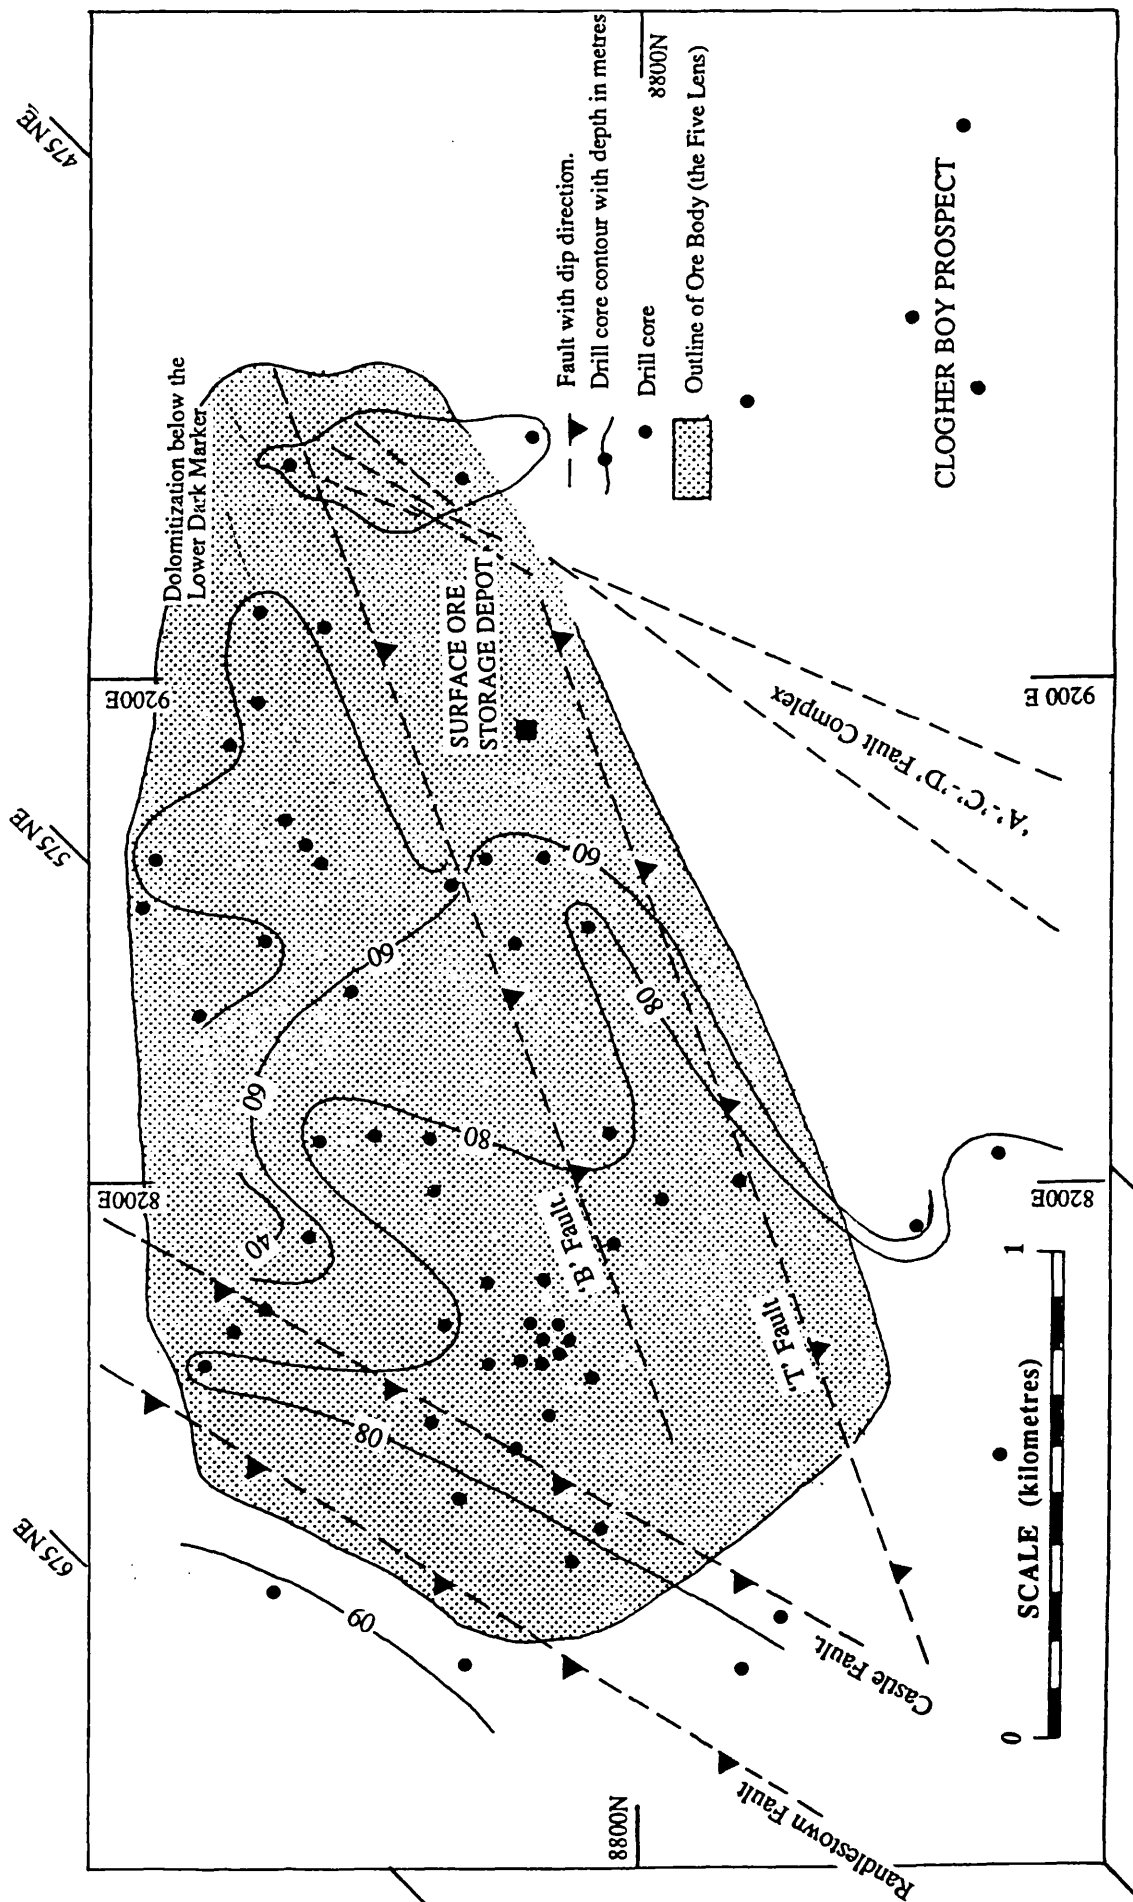 475 NE
575 NE
675 NE
9200E
8200E
8800N
8800N
9200 E
8200E
Dolomitization below the
Lower Dark Marker
SURFACE ORE
STORAGE DEPOT
Fault with dip direction.
Drill core contour with depth in metres
Drill core
Outline of Ore Body (the Five Lens)
CLOGHER BOY PROSPECT
'A'-'C'-'D' Fault Complex
'B' Fault.
'T' Fault
Castle Fault.
Randlestown Fault
60
60
60
60
80
80
80
40
SCALE (kilometres)
0
1